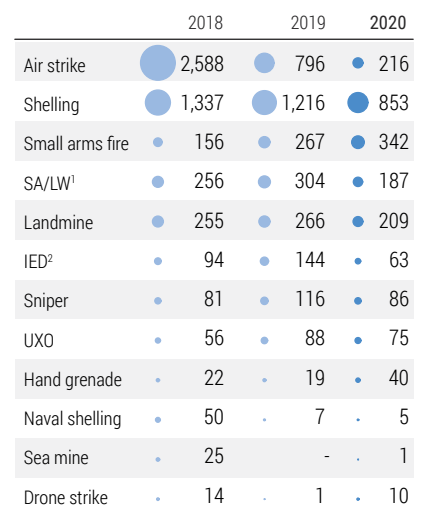 2018 2019 2020
Air strike 2,588 796 216
Shelling 1,337 1,216 853
Small arms fire 156 267 342
SA/LW¹ 256 304 187
Landmine 255 266 209
IED² 94 144 63
Sniper 81 116 86
UXO 56 88 75
Hand grenade 22 19 40
Naval shelling 50 7 5
Sea mine 25 - 1
Drone strike 14 1 10